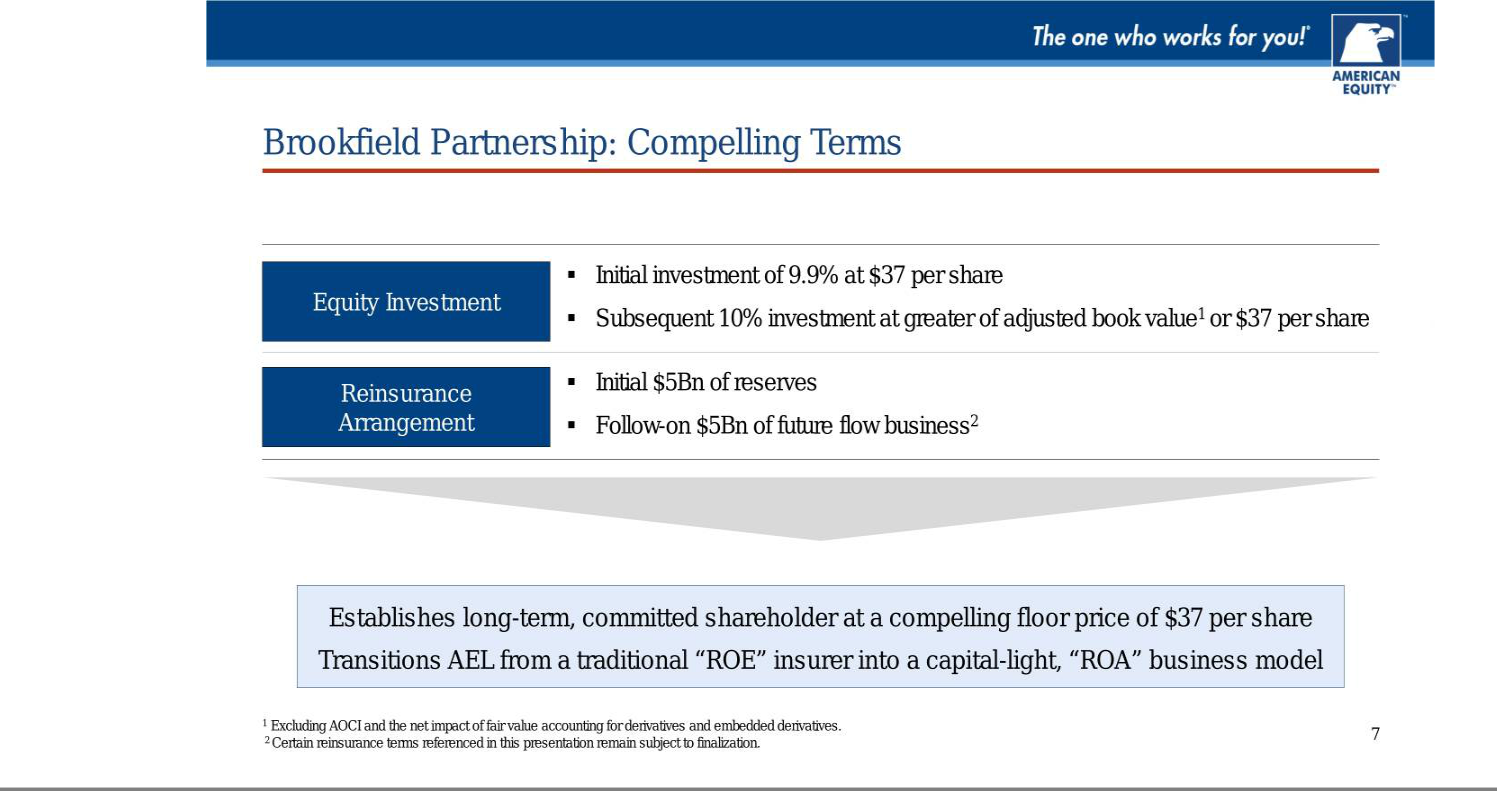 The one who works for you!®
AMERICAN
EQUITY™
Brookfield Partnership: Compelling Terms
Equity Investment
▪ Initial investment of 9.9% at $37 per share
▪ Subsequent 10% investment at greater of adjusted book value¹ or $37 per share
Reinsurance
Arrangement
▪ Initial $5Bn of reserves
▪ Follow-on $5Bn of future flow business²
Establishes long-term, committed shareholder at a compelling floor price of $37 per share
Transitions AEL from a traditional “ROE” insurer into a capital-light, “ROA” business model
¹ Excluding AOCI and the net impact of fair value accounting for derivatives and embedded derivatives.
² Certain reinsurance terms referenced in this presentation remain subject to finalization.
7